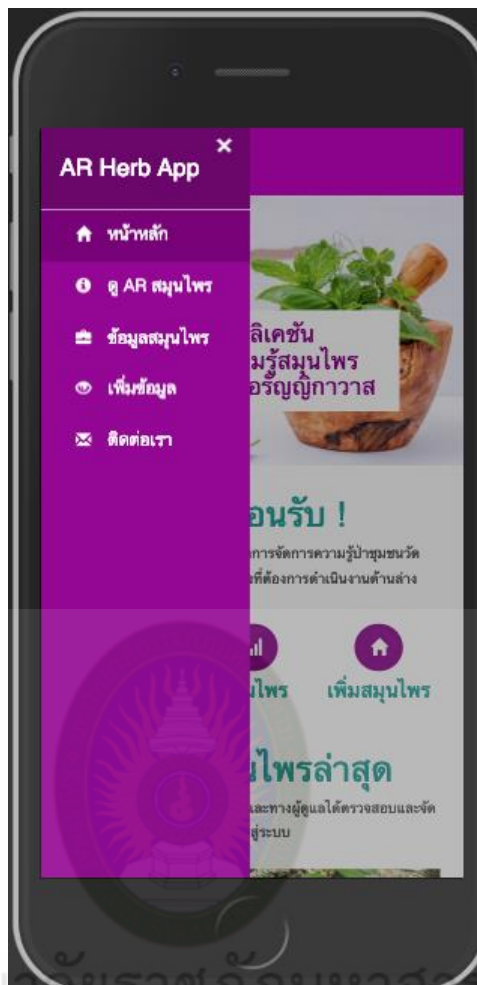 AR Herb App
×
หน้าหลัก
ดู AR สมุนไพร
ข้อมูลสมุนไพร
เพิ่มข้อมูล
ติดต่อเรา
ลิเคชัน
มรู้สมุนไพร
อรัญญิกาวาส
อนรับ !
การจัดการความรู้ป่าชุมชนวัด
ที่ต้องการดำเนินงานด้านล่าง
นไพร
เพิ่มสมุนไพร
นไพรล่าสุด
และทางผู้ดูแลได้ตรวจสอบและจัด
สู่ระบบ